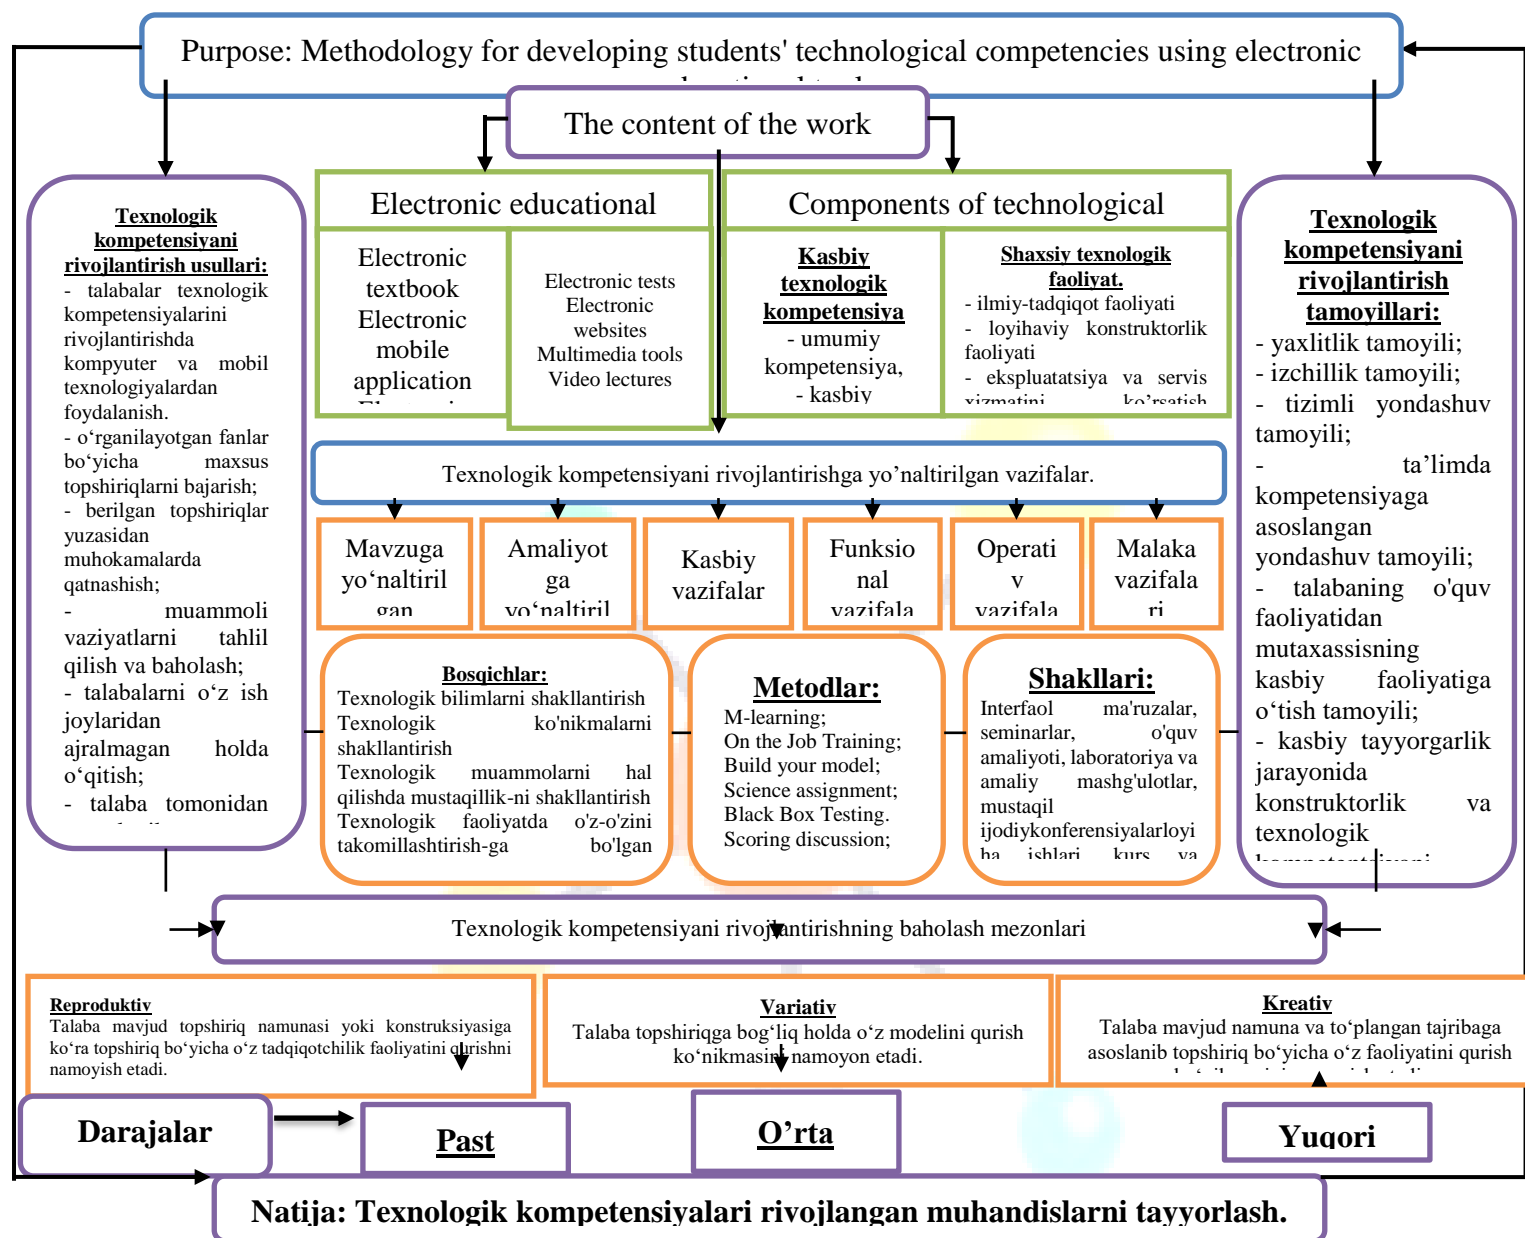 Purpose: Methodology for developing students' technological competencies using electronic
The content of the work
Texnologik
kompetensiyani
rivojlantirish usullari:
- talabalar texnologik
kompetensiyalarini
rivojlantirishda
kompyuter va mobil
texnologiyalardan
foydalanish.
- o‘rganilayotgan fanlar
bo‘yicha maxsus
topshiriqlarni bajarish;
- berilgan topshiriqlar
yuzasidan
muhokamalarda
qatnashish;
- muammoli
vaziyatlarni tahlil
qilish va baholash;
- talabalarni o‘z ish
joylaridan
ajralmagan holda
o‘qitish;
- talaba tomonidan
Electronic educational
Electronic
textbook
Electronic
mobile
application
Electronic tests
Electronic
websites
Multimedia tools
Video lectures
Components of technological
Kasbiy
texnologik
kompetensiya
- umumiy
kompetensiya,
- kasbiy
Shaxsiy texnologik
faoliyat.
- ilmiy-tadqiqot faoliyati
- loyihaviy konstruktorlik
faoliyati
- ekspluatatsiya va servis
xizmatini ko’rsatish
Texnologik
kompetensiyani
rivojlantirish
tamoyillari:
- yaxlitlik tamoyili;
- izchillik tamoyili;
- tizimli yondashuv
tamoyili;
- ta’limda
kompetensiyaga
asoslangan
yondashuv tamoyili;
- talabaning o'quv
faoliyatidan
mutaxassisning
kasbiy faoliyatiga
o‘tish tamoyili;
- kasbiy tayyorgarlik
jarayonida
konstruktorlik va
texnologik
Texnologik kompetensiyani rivojlantirishga yo’naltirilgan vazifalar.
Mavzuga
yo‘naltiril
gan
Amaliyot
ga
yo‘naltiril
Kasbiy
vazifalar
Funksio
nal
vazifala
Operati
v
vazifala
Malaka
vazifala
ri
Bosqichlar:
Texnologik bilimlarni shakllantirish
Texnologik ko'nikmalarni
shakllantirish
Texnologik muammolarni hal
qilishda mustaqillik-ni shakllantirish
Texnologik faoliyatda o'z-o'zini
takomillashtirish-ga bo'lgan
Metodlar:
M-learning;
On the Job Training;
Build your model;
Science assignment;
Black Box Testing.
Scoring discussion;
Shakllari:
Interfaol ma'ruzalar,
seminarlar, o'quv
amaliyoti, laboratoriya va
amaliy mashg'ulotlar,
mustaqil
ijodiykonferensiyalarloyi
ha ishlari kurs va
Texnologik kompetensiyani rivojlantirishning baholash mezonlari
Reproduktiv
Talaba mavjud topshiriq namunasi yoki konstruksiyasiga
ko‘ra topshiriq bo‘yicha o‘z tadqiqotchilik faoliyatini qurishni
namoyish etadi.
Variativ
Talaba topshiriqga bog‘liq holda o‘z modelini qurish
ko‘nikmasini namoyon etadi.
Kreativ
Talaba mavjud namuna va to‘plangan tajribaga
asoslanib topshiriq bo‘yicha o‘z faoliyatini qurish
Darajalar
Past
O’rta
Yuqori
Natija: Texnologik kompetensiyalari rivojlangan muhandislarni tayyorlash.